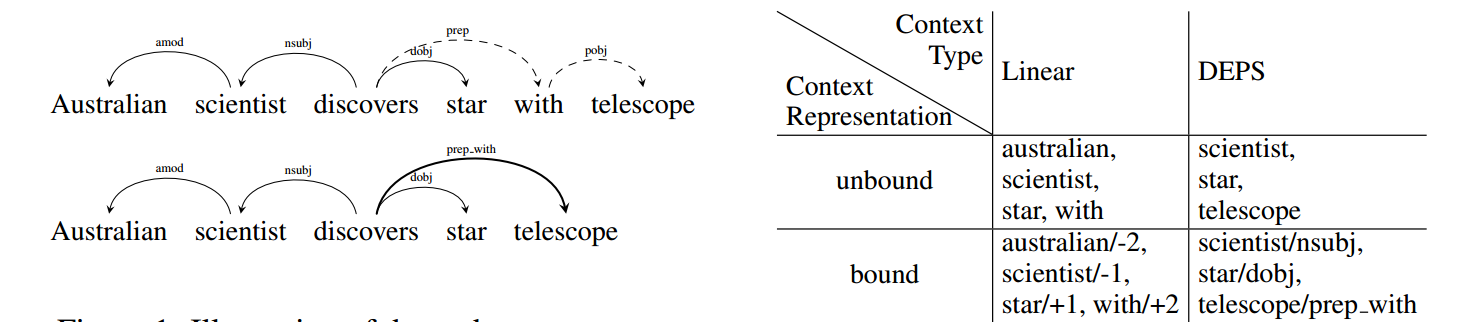 prep
amod nsubj dobj pobj
Australian scientist discovers star with telescope
prep_with
amod nsubj dobj
Australian scientist discovers star telescope
Context
Type
Context
Representation
Linear
DEPS
unbound
australian,
scientist,
star, with
scientist,
star,
telescope
bound
australian/-2,
scientist/-1,
star/+1, with/+2
scientist/nsubj,
star/dobj,
telescope/prep_with